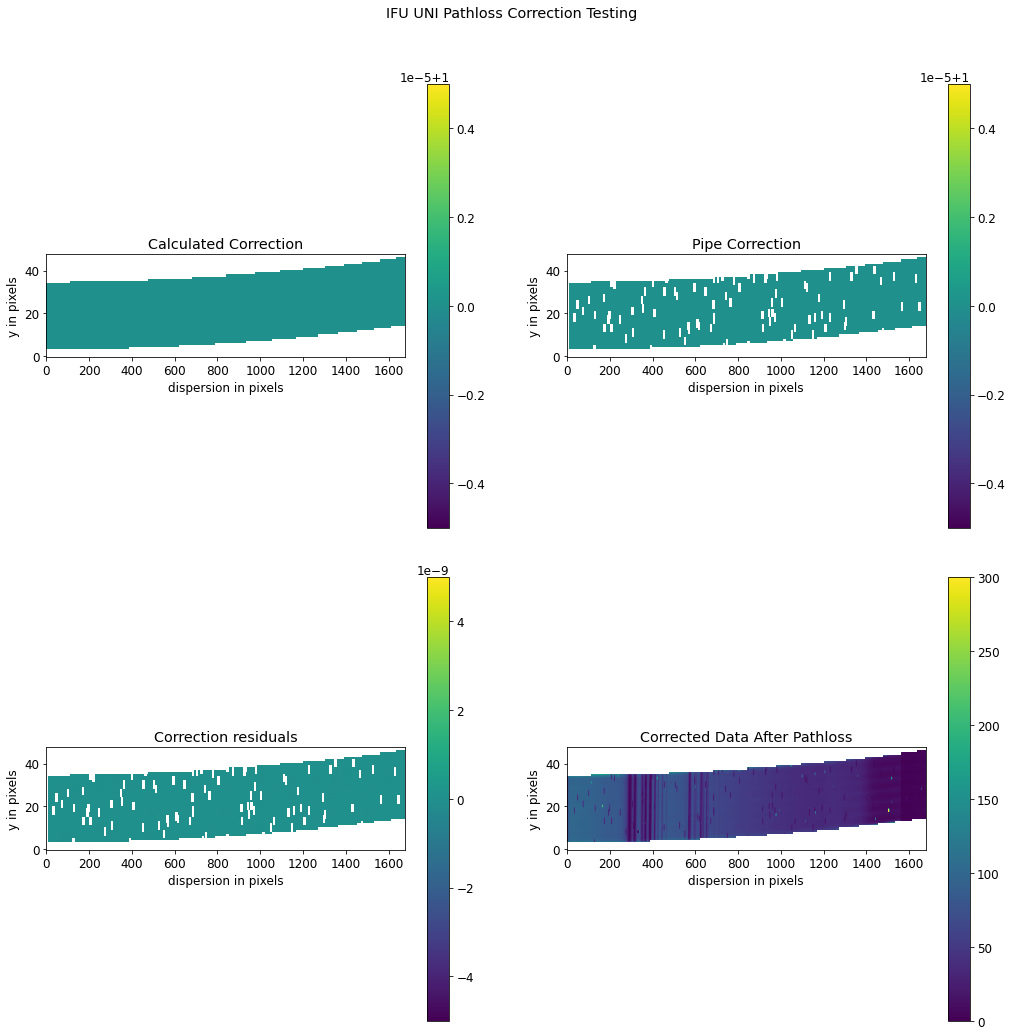 IFU UNI Pathloss Correction Testing
1e−5+1
0.4
0.2
0.0
−0.2
−0.4
Calculated Correction
y in pixels
40
20
0
0 200 400 600 800 1000 1200 1400 1600
dispersion in pixels
1e−5+1
0.4
0.2
0.0
−0.2
−0.4
Pipe Correction
y in pixels
40
20
0
0 200 400 600 800 1000 1200 1400 1600
dispersion in pixels
1e−9
4
2
0
−2
−4
Correction residuals
y in pixels
40
20
0
0 200 400 600 800 1000 1200 1400 1600
dispersion in pixels
300
250
200
150
100
50
0
Corrected Data After Pathloss
y in pixels
40
20
0
0 200 400 600 800 1000 1200 1400 1600
dispersion in pixels